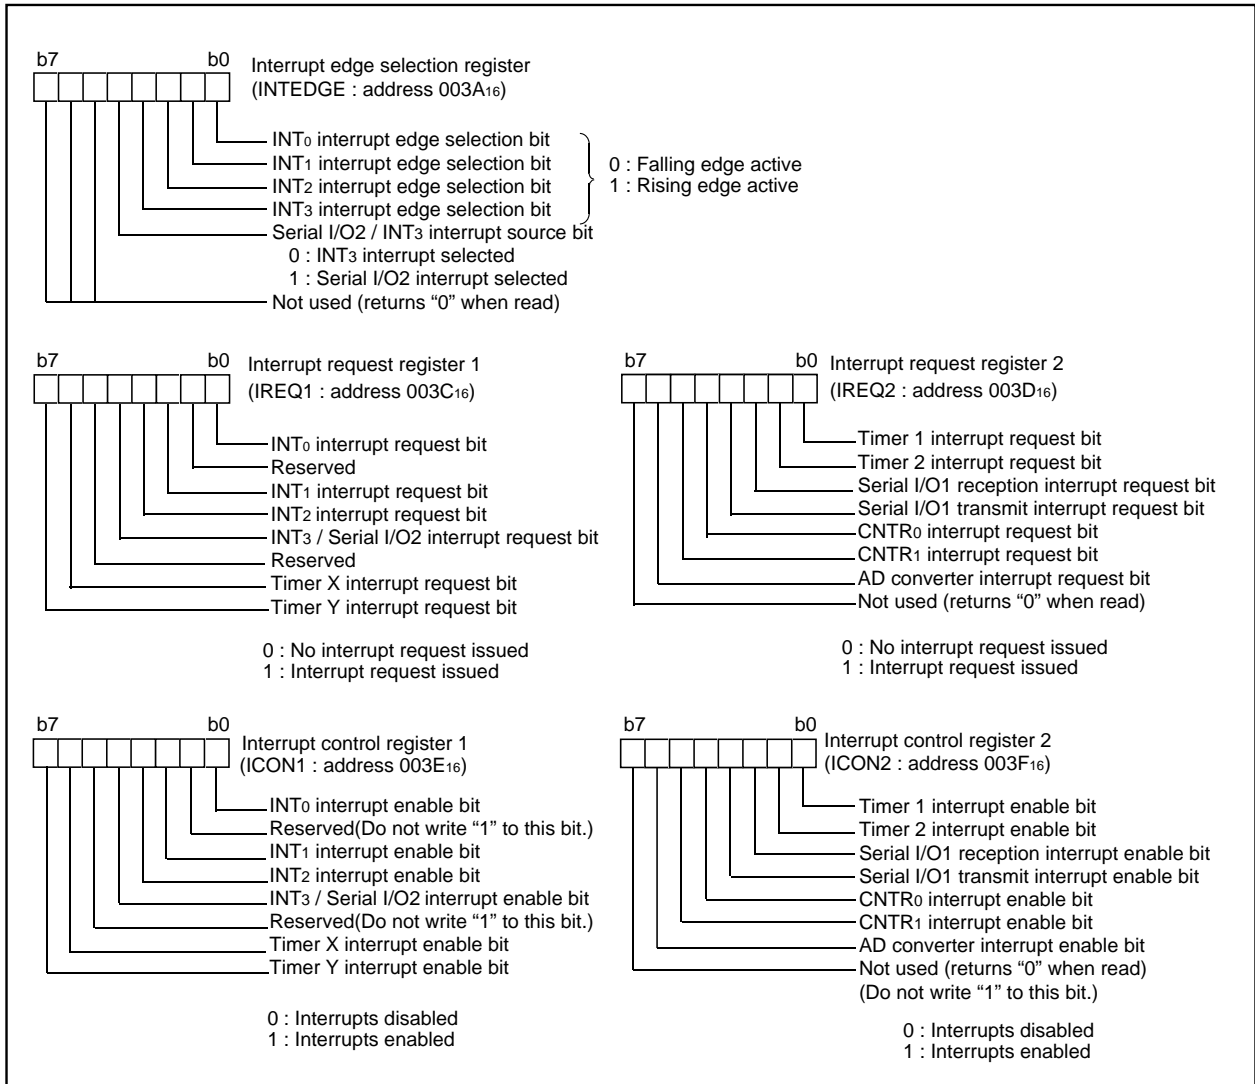 b7 b0 Interrupt edge selection register
(INTEDGE : address 003A16)
INT0 interrupt edge selection bit
INT1 interrupt edge selection bit
INT2 interrupt edge selection bit
INT3 interrupt edge selection bit
0 : Falling edge active
1 : Rising edge active
Serial I/O2 / INT3 interrupt source bit
0 : INT3 interrupt selected
1 : Serial I/O2 interrupt selected
Not used (returns “0” when read)
b7 b0 Interrupt request register 1
(IREQ1 : address 003C16)
INT0 interrupt request bit
Reserved
INT1 interrupt request bit
INT2 interrupt request bit
INT3 / Serial I/O2 interrupt request bit
Reserved
Timer X interrupt request bit
Timer Y interrupt request bit
0 : No interrupt request issued
1 : Interrupt request issued
b7 b0 Interrupt request register 2
(IREQ2 : address 003D16)
Timer 1 interrupt request bit
Timer 2 interrupt request bit
Serial I/O1 reception interrupt request bit
Serial I/O1 transmit interrupt request bit
CNTR0 interrupt request bit
CNTR1 interrupt request bit
AD converter interrupt request bit
Not used (returns “0” when read)
0 : No interrupt request issued
1 : Interrupt request issued
b7 b0 Interrupt control register 1
(ICON1 : address 003E16)
INT0 interrupt enable bit
Reserved(Do not write “1” to this bit.)
INT1 interrupt enable bit
INT2 interrupt enable bit
INT3 / Serial I/O2 interrupt enable bit
Reserved(Do not write “1” to this bit.)
Timer X interrupt enable bit
Timer Y interrupt enable bit
0 : Interrupts disabled
1 : Interrupts enabled
b7 b0 Interrupt control register 2
(ICON2 : address 003F16)
Timer 1 interrupt enable bit
Timer 2 interrupt enable bit
Serial I/O1 reception interrupt enable bit
Serial I/O1 transmit interrupt enable bit
CNTR0 interrupt enable bit
CNTR1 interrupt enable bit
AD converter interrupt enable bit
Not used (returns “0” when read)
(Do not write “1” to this bit.)
0 : Interrupts disabled
1 : Interrupts enabled